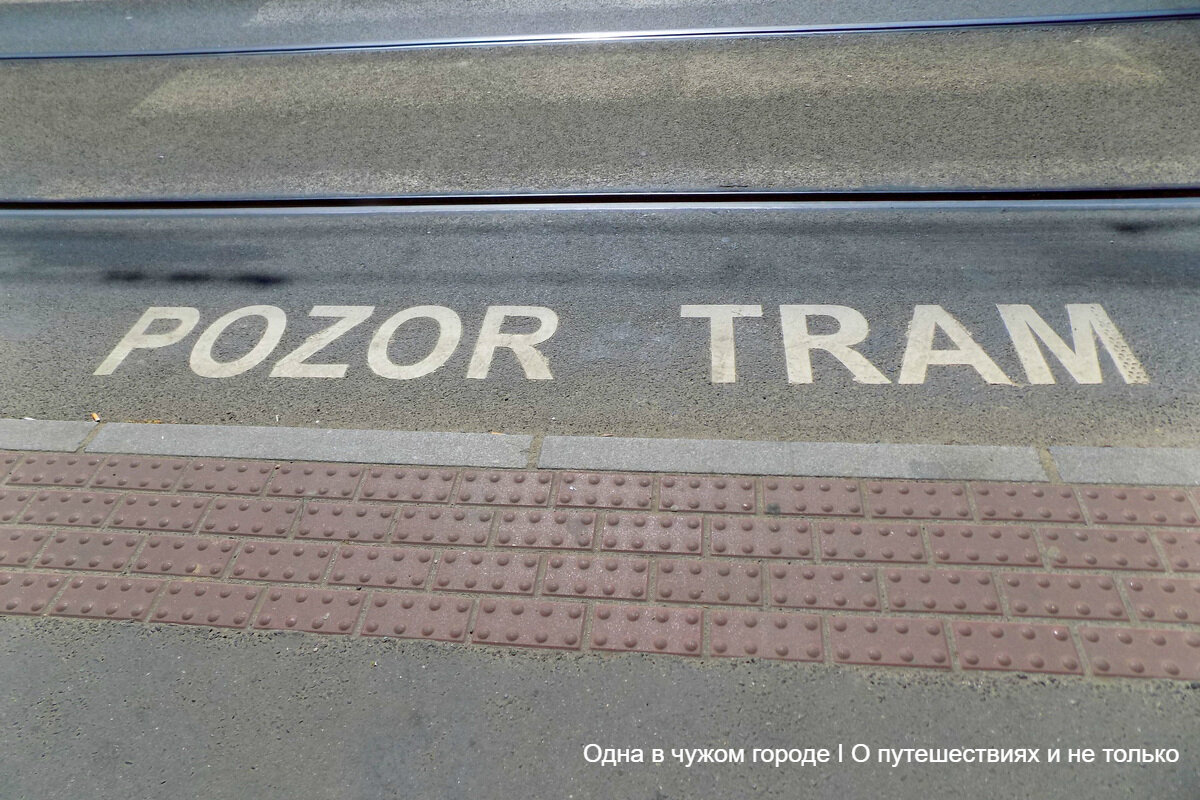 POZOR TRAM
Одна в чужом городе I О путешествиях и не только